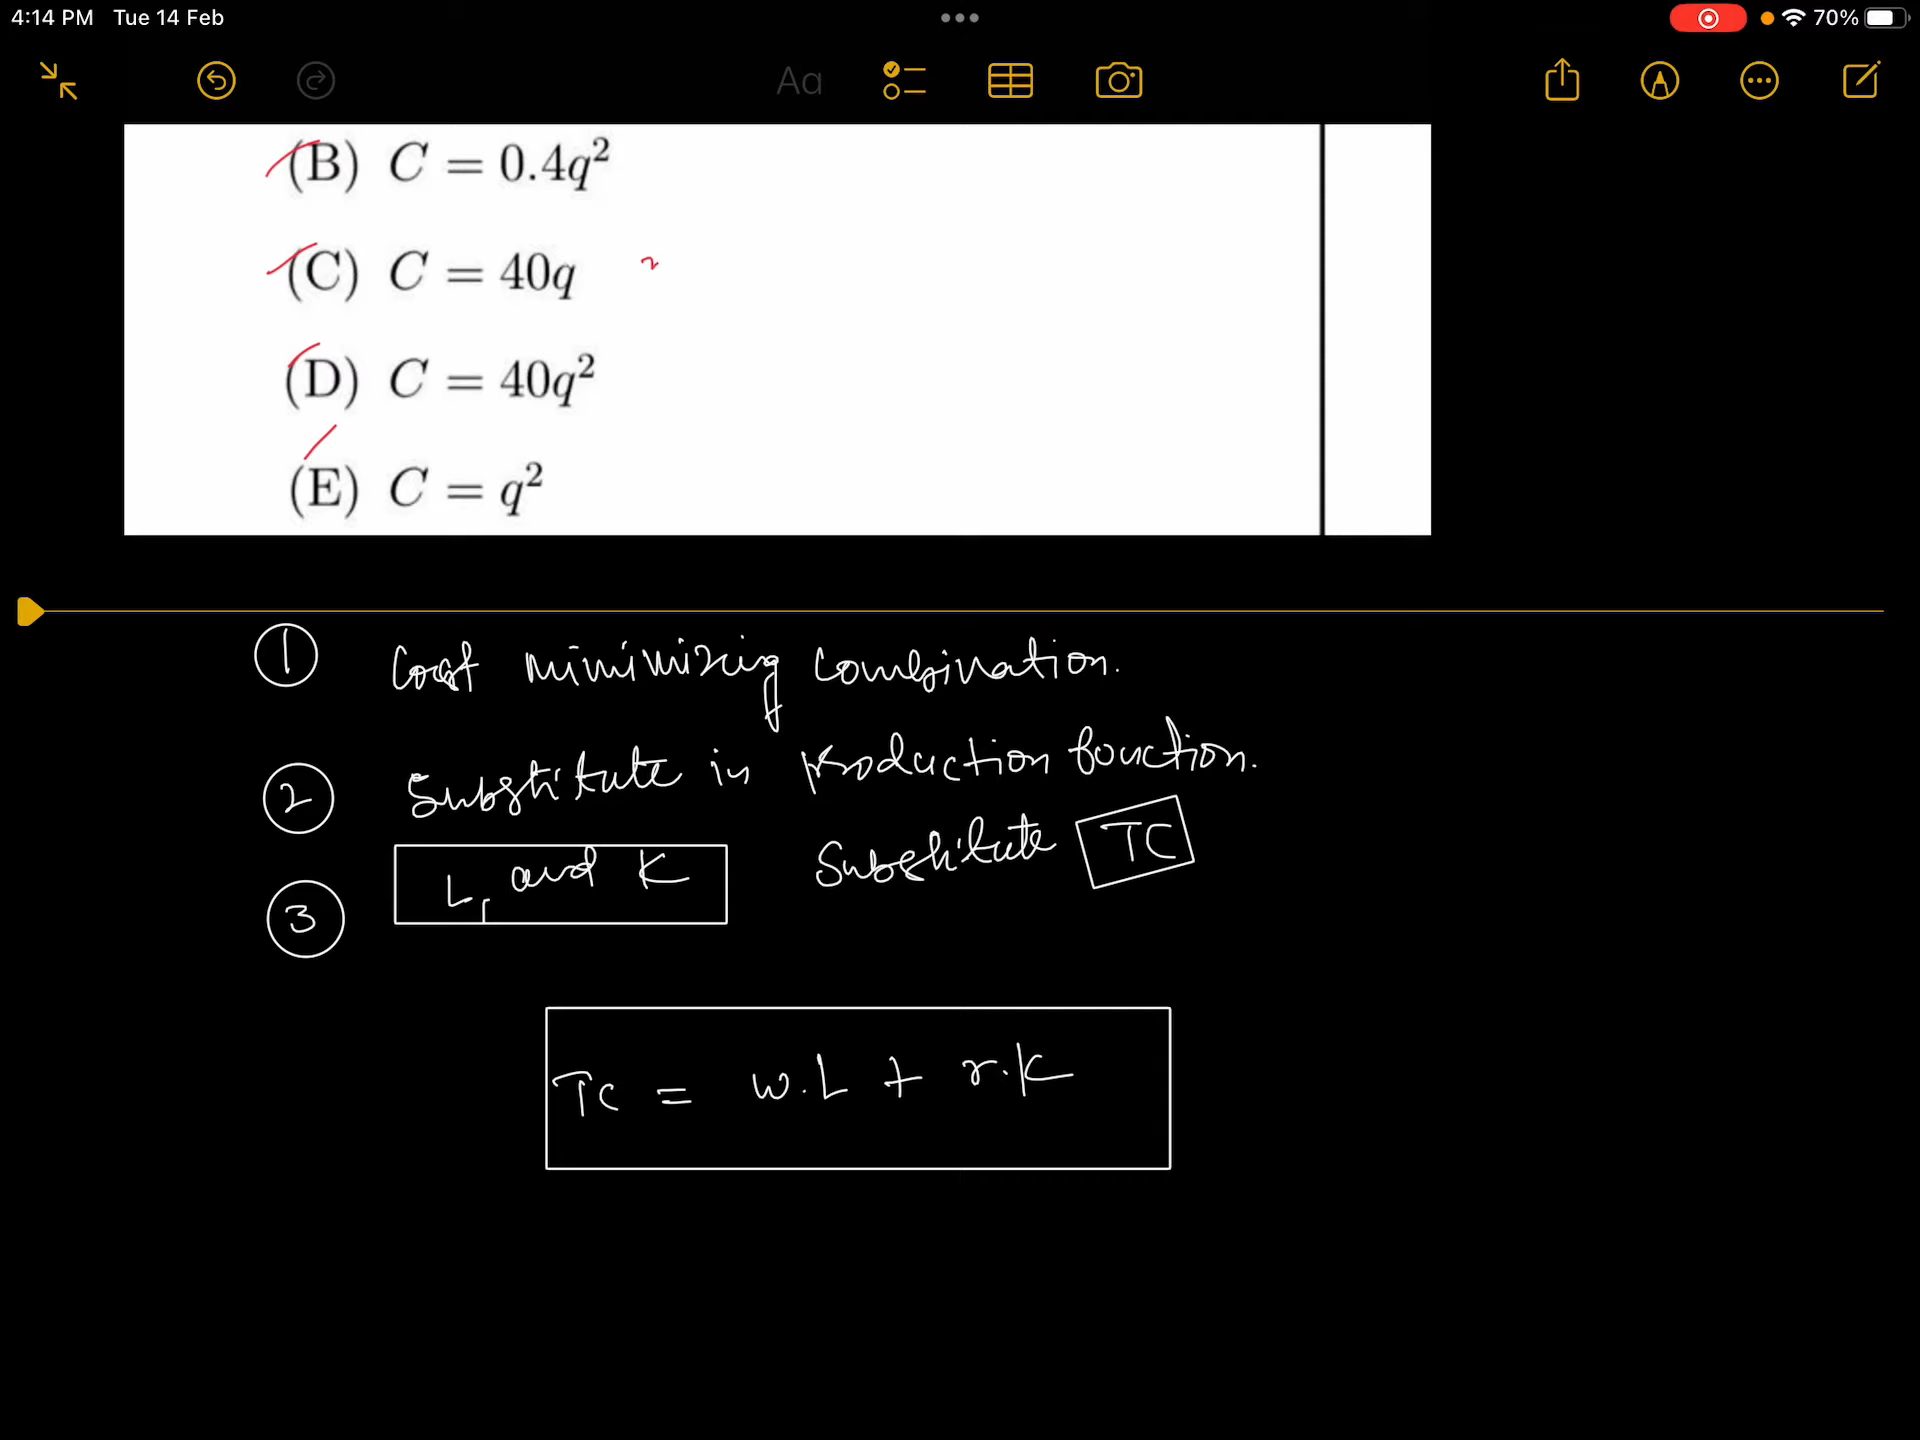 4:14 PM Tue 14 Feb
70%
Aa
(B) C = 0.4q²
(C) C = 40q
2
(D) C = 40q²
(E) C = q²
1 Cost minimizing combination.
2 Substitute in production function.
3 L, and K Substitute TC
TC = w.L + r.K